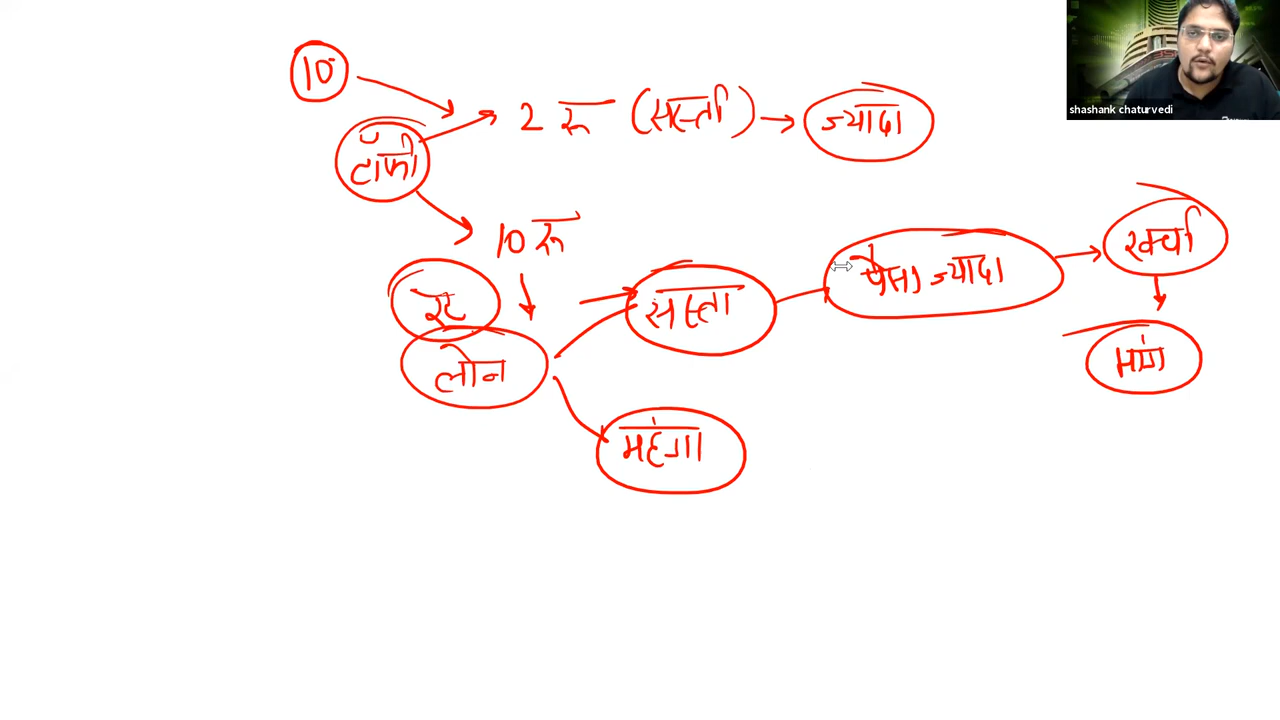 10
shashank chaturvedi
2 रू (सस्ती)
ज्यादा
टॉफी
10 रू
खर्चा
पैसा ज्यादा
रेट
सस्ता
लोन
मांग
महंगा